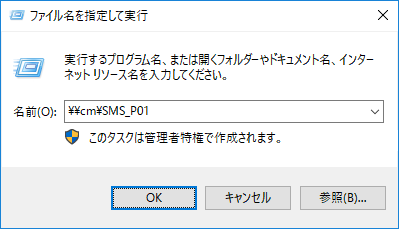 ファイル名を指定して実行
実行するプログラム名、または開くフォルダーやドキュメント名、インター
ネット リソース名を入力してください。
名前(O): ¥¥cm¥SMS_P01
このタスクは管理者特権で作成されます。
OK キャンセル 参照(B)...